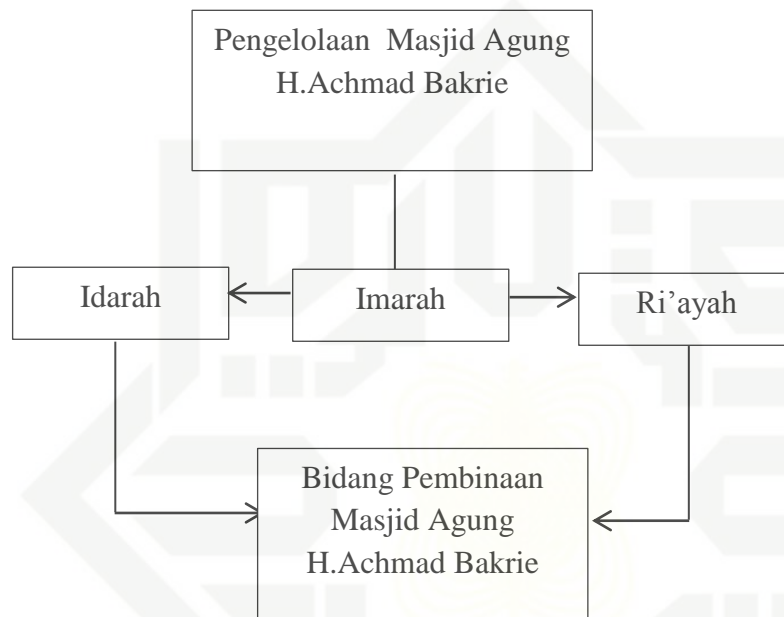 Pengelolaan Masjid Agung
H.Achmad Bakrie
Idarah
Imarah
Ri’ayah
Bidang Pembinaan
Masjid Agung
H.Achmad Bakrie